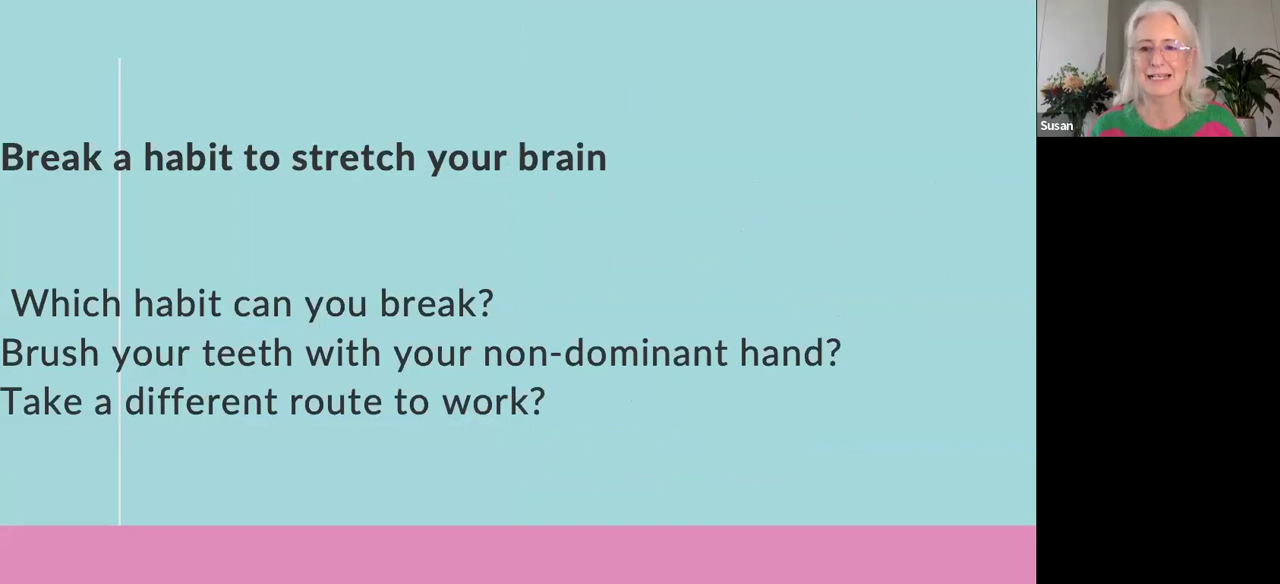 Break a habit to stretch your brain
Which habit can you break?
Brush your teeth with your non-dominant hand?
Take a different route to work?
Susan